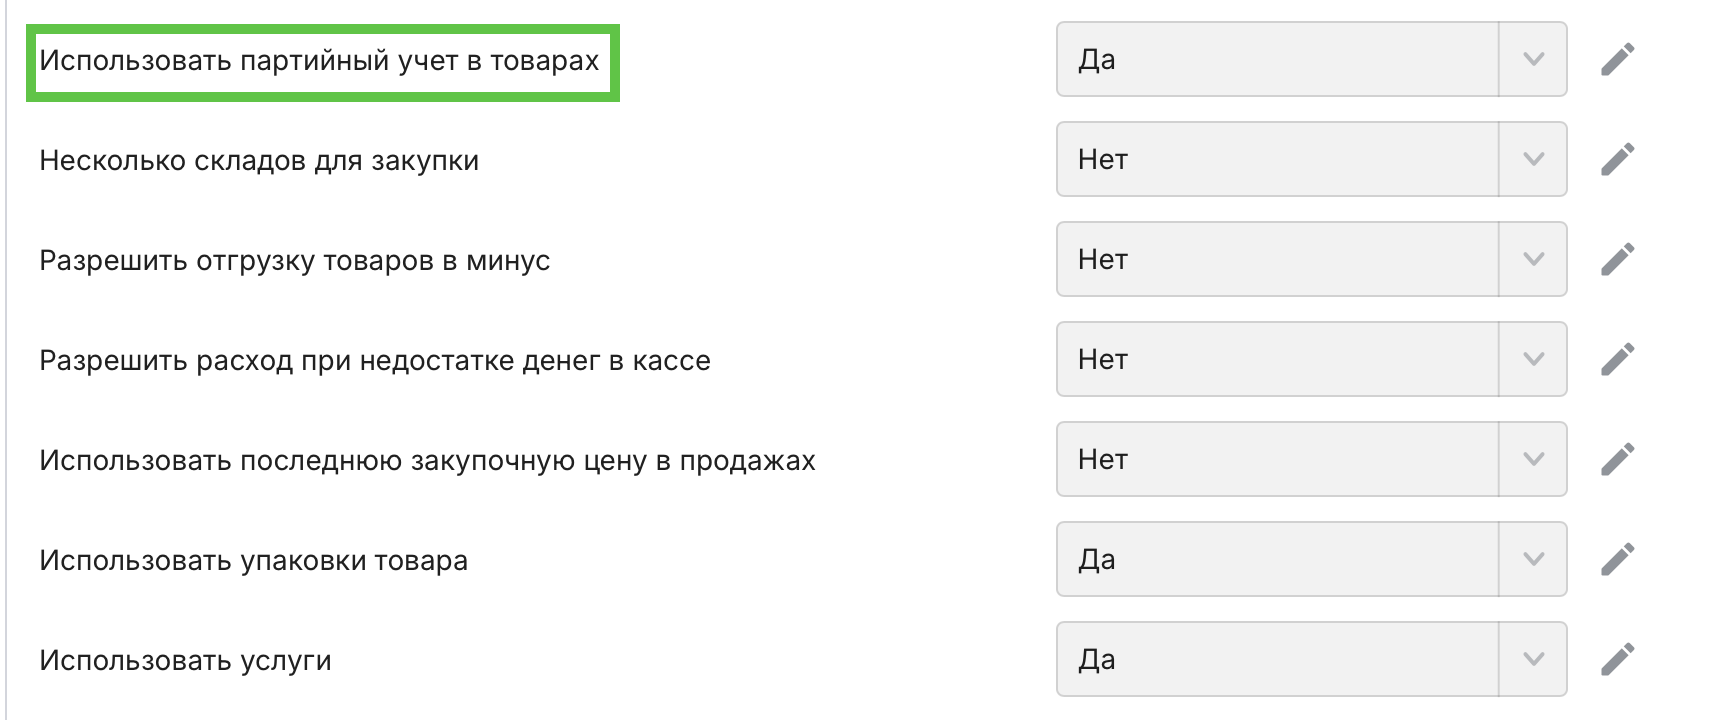 Использовать партийный учет в товарах Да
Несколько складов для закупки Нет
Разрешить отгрузку товаров в минус Нет
Разрешить расход при недостатке денег в кассе Нет
Использовать последнюю закупочную цену в продажах Нет
Использовать упаковки товара Да
Использовать услуги Да